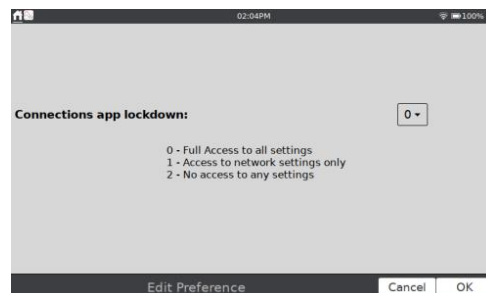 02:04PM
100%
Connections app lockdown:
0
0 - Full Access to all settings
1 - Access to network settings only
2 - No access to any settings
Edit Preference
Cancel
OK